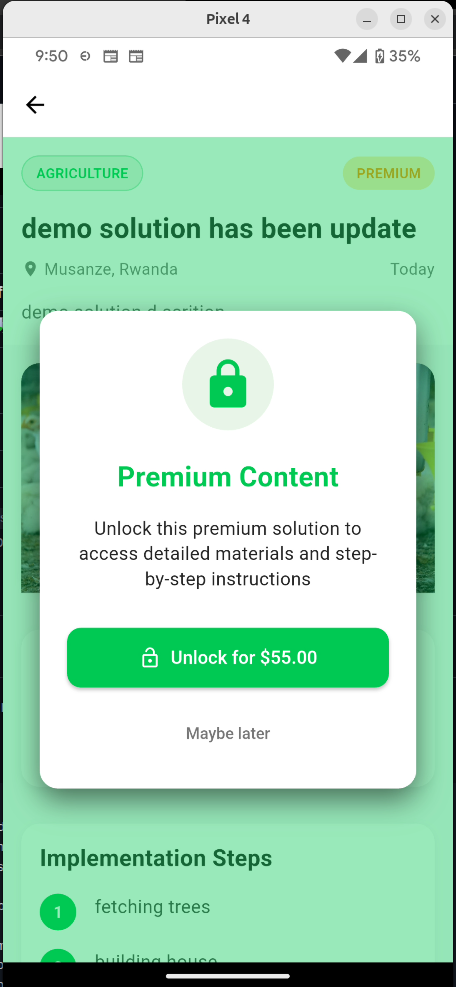 Pixel 4
9:50
35%
AGRICULTURE
PREMIUM
demo solution has been update
Musanze, Rwanda
Today
demo solution d
Premium Content
Unlock this premium solution to
access detailed materials and step-
by-step instructions
Unlock for $55.00
Maybe later
Implementation Steps
1
fetching trees
building house